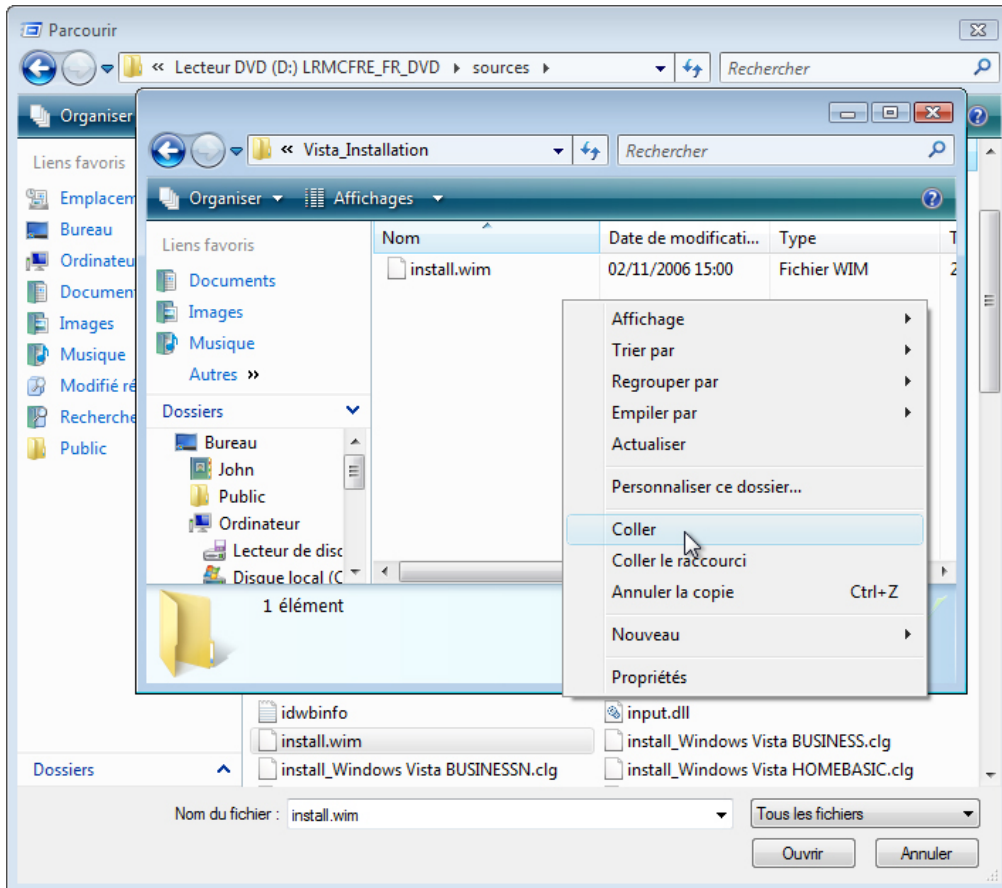 Parcourir
« Lecteur DVD (D:) LRMCFRE_FR_DVD ▸ sources ▸ Rechercher
Organiser
Liens favoris
Emplacem
Bureau
Ordinateu
Documen
Images
Musique
Modifié ré
Recherche
Public
« Vista_Installation Rechercher
Organiser Affichages
Liens favoris
Documents
Images
Musique
Autres »
Dossiers
Bureau
John
Public
Ordinateur
Lecteur de disc
Disque local (C
Nom Date de modificati... Type T
install.wim 02/11/2006 15:00 Fichier WIM 2
Affichage
Trier par
Regrouper par
Empiler par
Actualiser
Personnaliser ce dossier...
Coller
Coller le raccourci
Annuler la copie Ctrl+Z
Nouveau
Propriétés
1 élément
idwbinfo input.dll
install.wim install_Windows Vista BUSINESS.clg
install_Windows Vista BUSINESSN.clg install_Windows Vista HOMEBASIC.clg
Dossiers
Nom du fichier : install.wim Tous les fichiers
Ouvrir Annuler